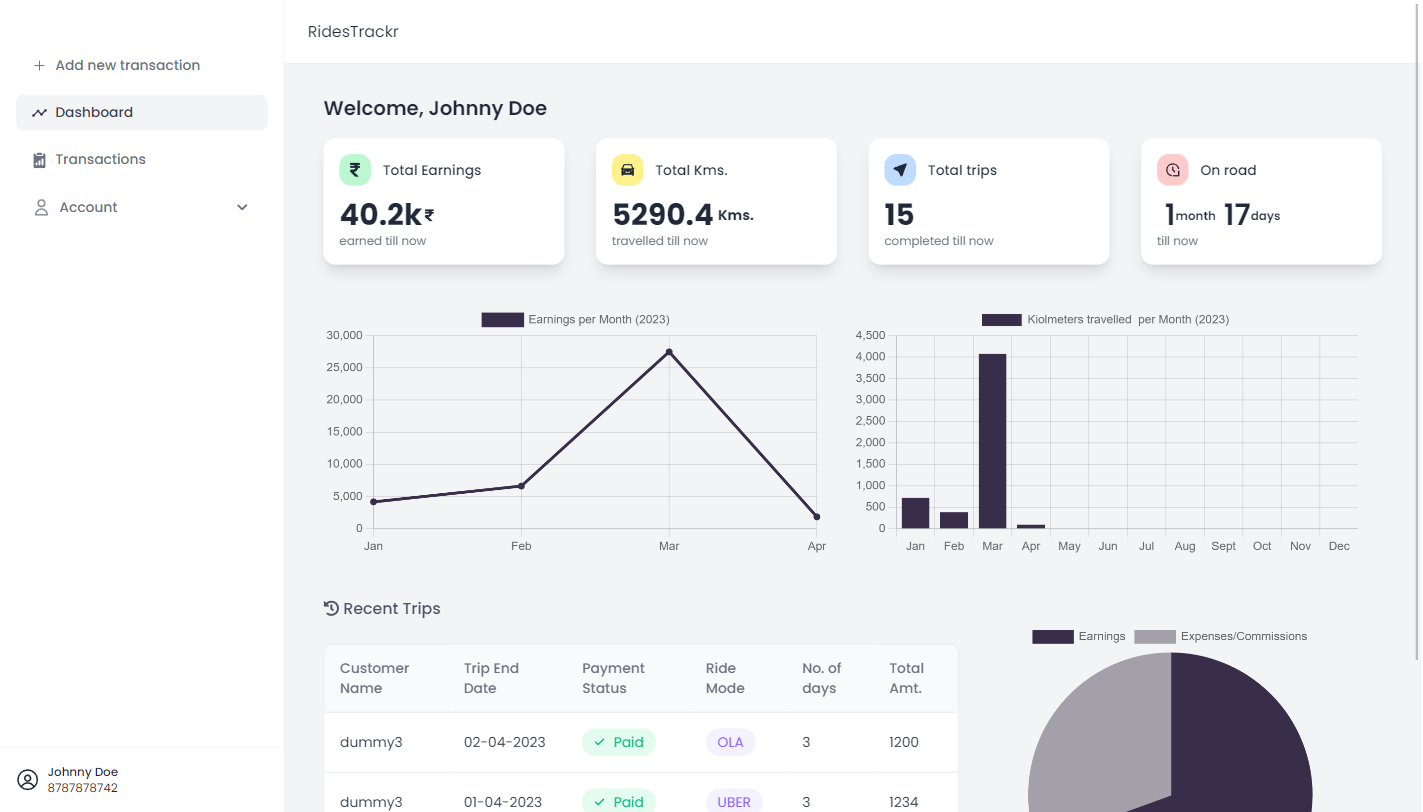 RidesTrackr
Add new transaction
Dashboard
Transactions
Account
Johnny Doe
8787878742
Welcome, Johnny Doe
Total Earnings
40.2k₹
earned till now
Total Kms.
5290.4 Kms.
travelled till now
Total trips
15
completed till now
On road
1month 17days
till now
Earnings per Month (2023)
30,000
25,000
20,000
15,000
10,000
5,000
0
Jan Feb Mar Apr
Kiolmeters travelled per Month (2023)
4,500
4,000
3,500
3,000
2,500
2,000
1,500
1,000
500
0
Jan Feb Mar Apr May Jun Jul Aug Sept Oct Nov Dec
Recent Trips
Customer Name Trip End Date Payment Status Ride Mode No. of days Total Amt.
dummy3 02-04-2023 Paid OLA 3 1200
dummy3 01-04-2023 Paid UBER 3 1234
Earnings Expenses/Commissions